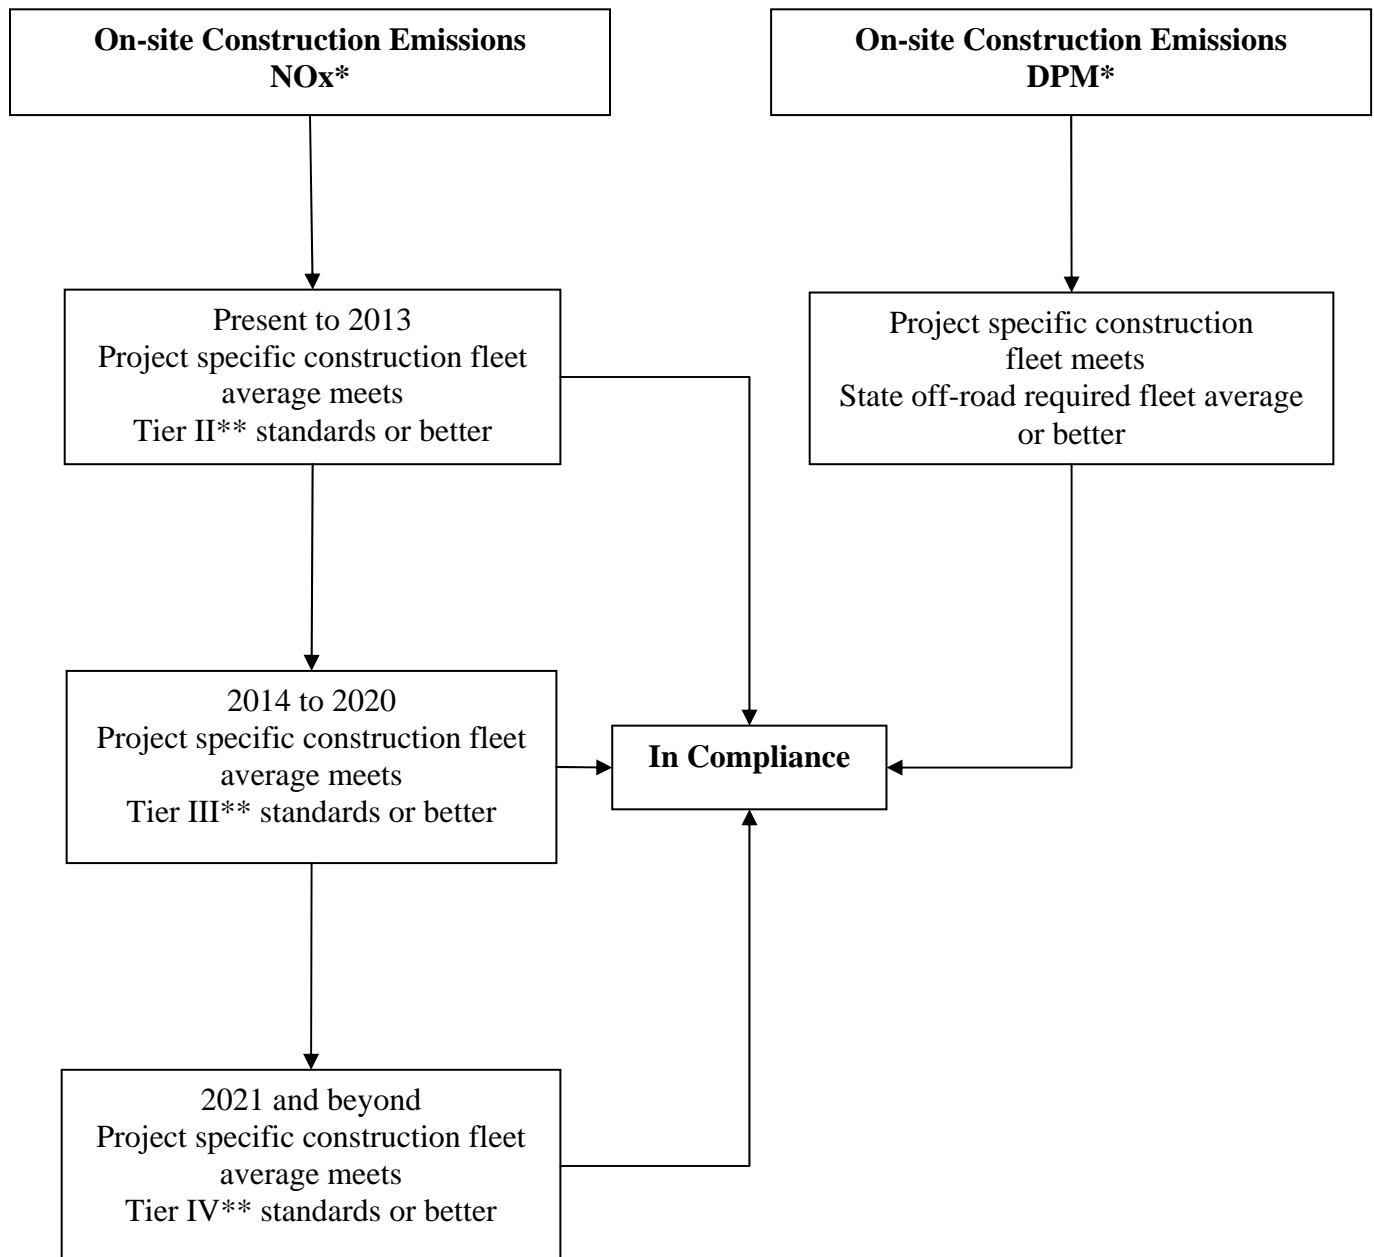 On-site Construction Emissions
NOx*
On-site Construction Emissions
DPM*
Present to 2013
Project specific construction fleet
average meets
Tier II** standards or better
Project specific construction
fleet meets
State off-road required fleet average
or better
2014 to 2020
Project specific construction fleet
average meets
Tier III** standards or better
In Compliance
2021 and beyond
Project specific construction fleet
average meets
Tier IV** standards or better